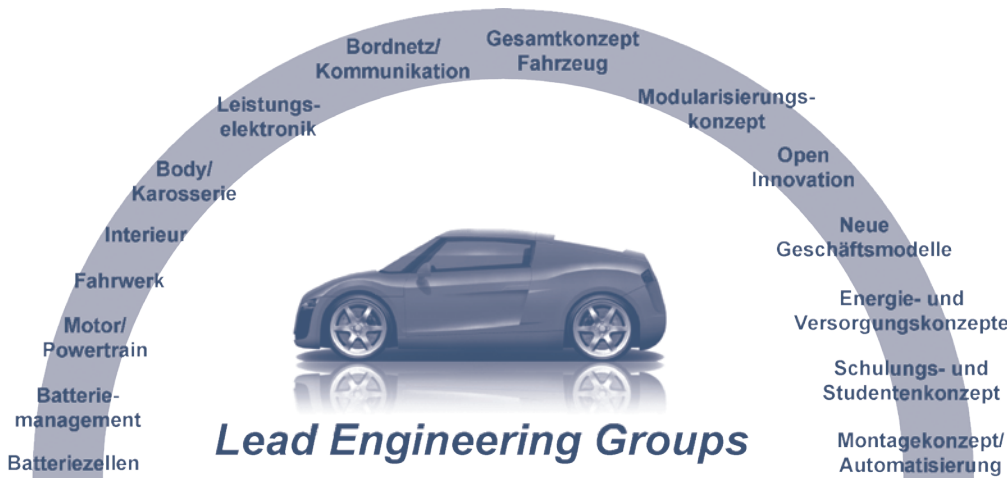 Gesamtkonzept
Fahrzeug
Bordnetz/
Kommunikation
Leistungs-
elektronik
Body/
Karosserie
Interieur
Fahrwerk
Motor/
Powertrain
Batterie-
management
Batteriezellen
Modularisierungs-
konzept
Open
Innovation
Neue
Geschäftsmodelle
Energie- und
Versorgungskonzepte
Schulungs- und
Studentenkonzept
Montagekonzept/
Automatisierung
Lead Engineering Groups